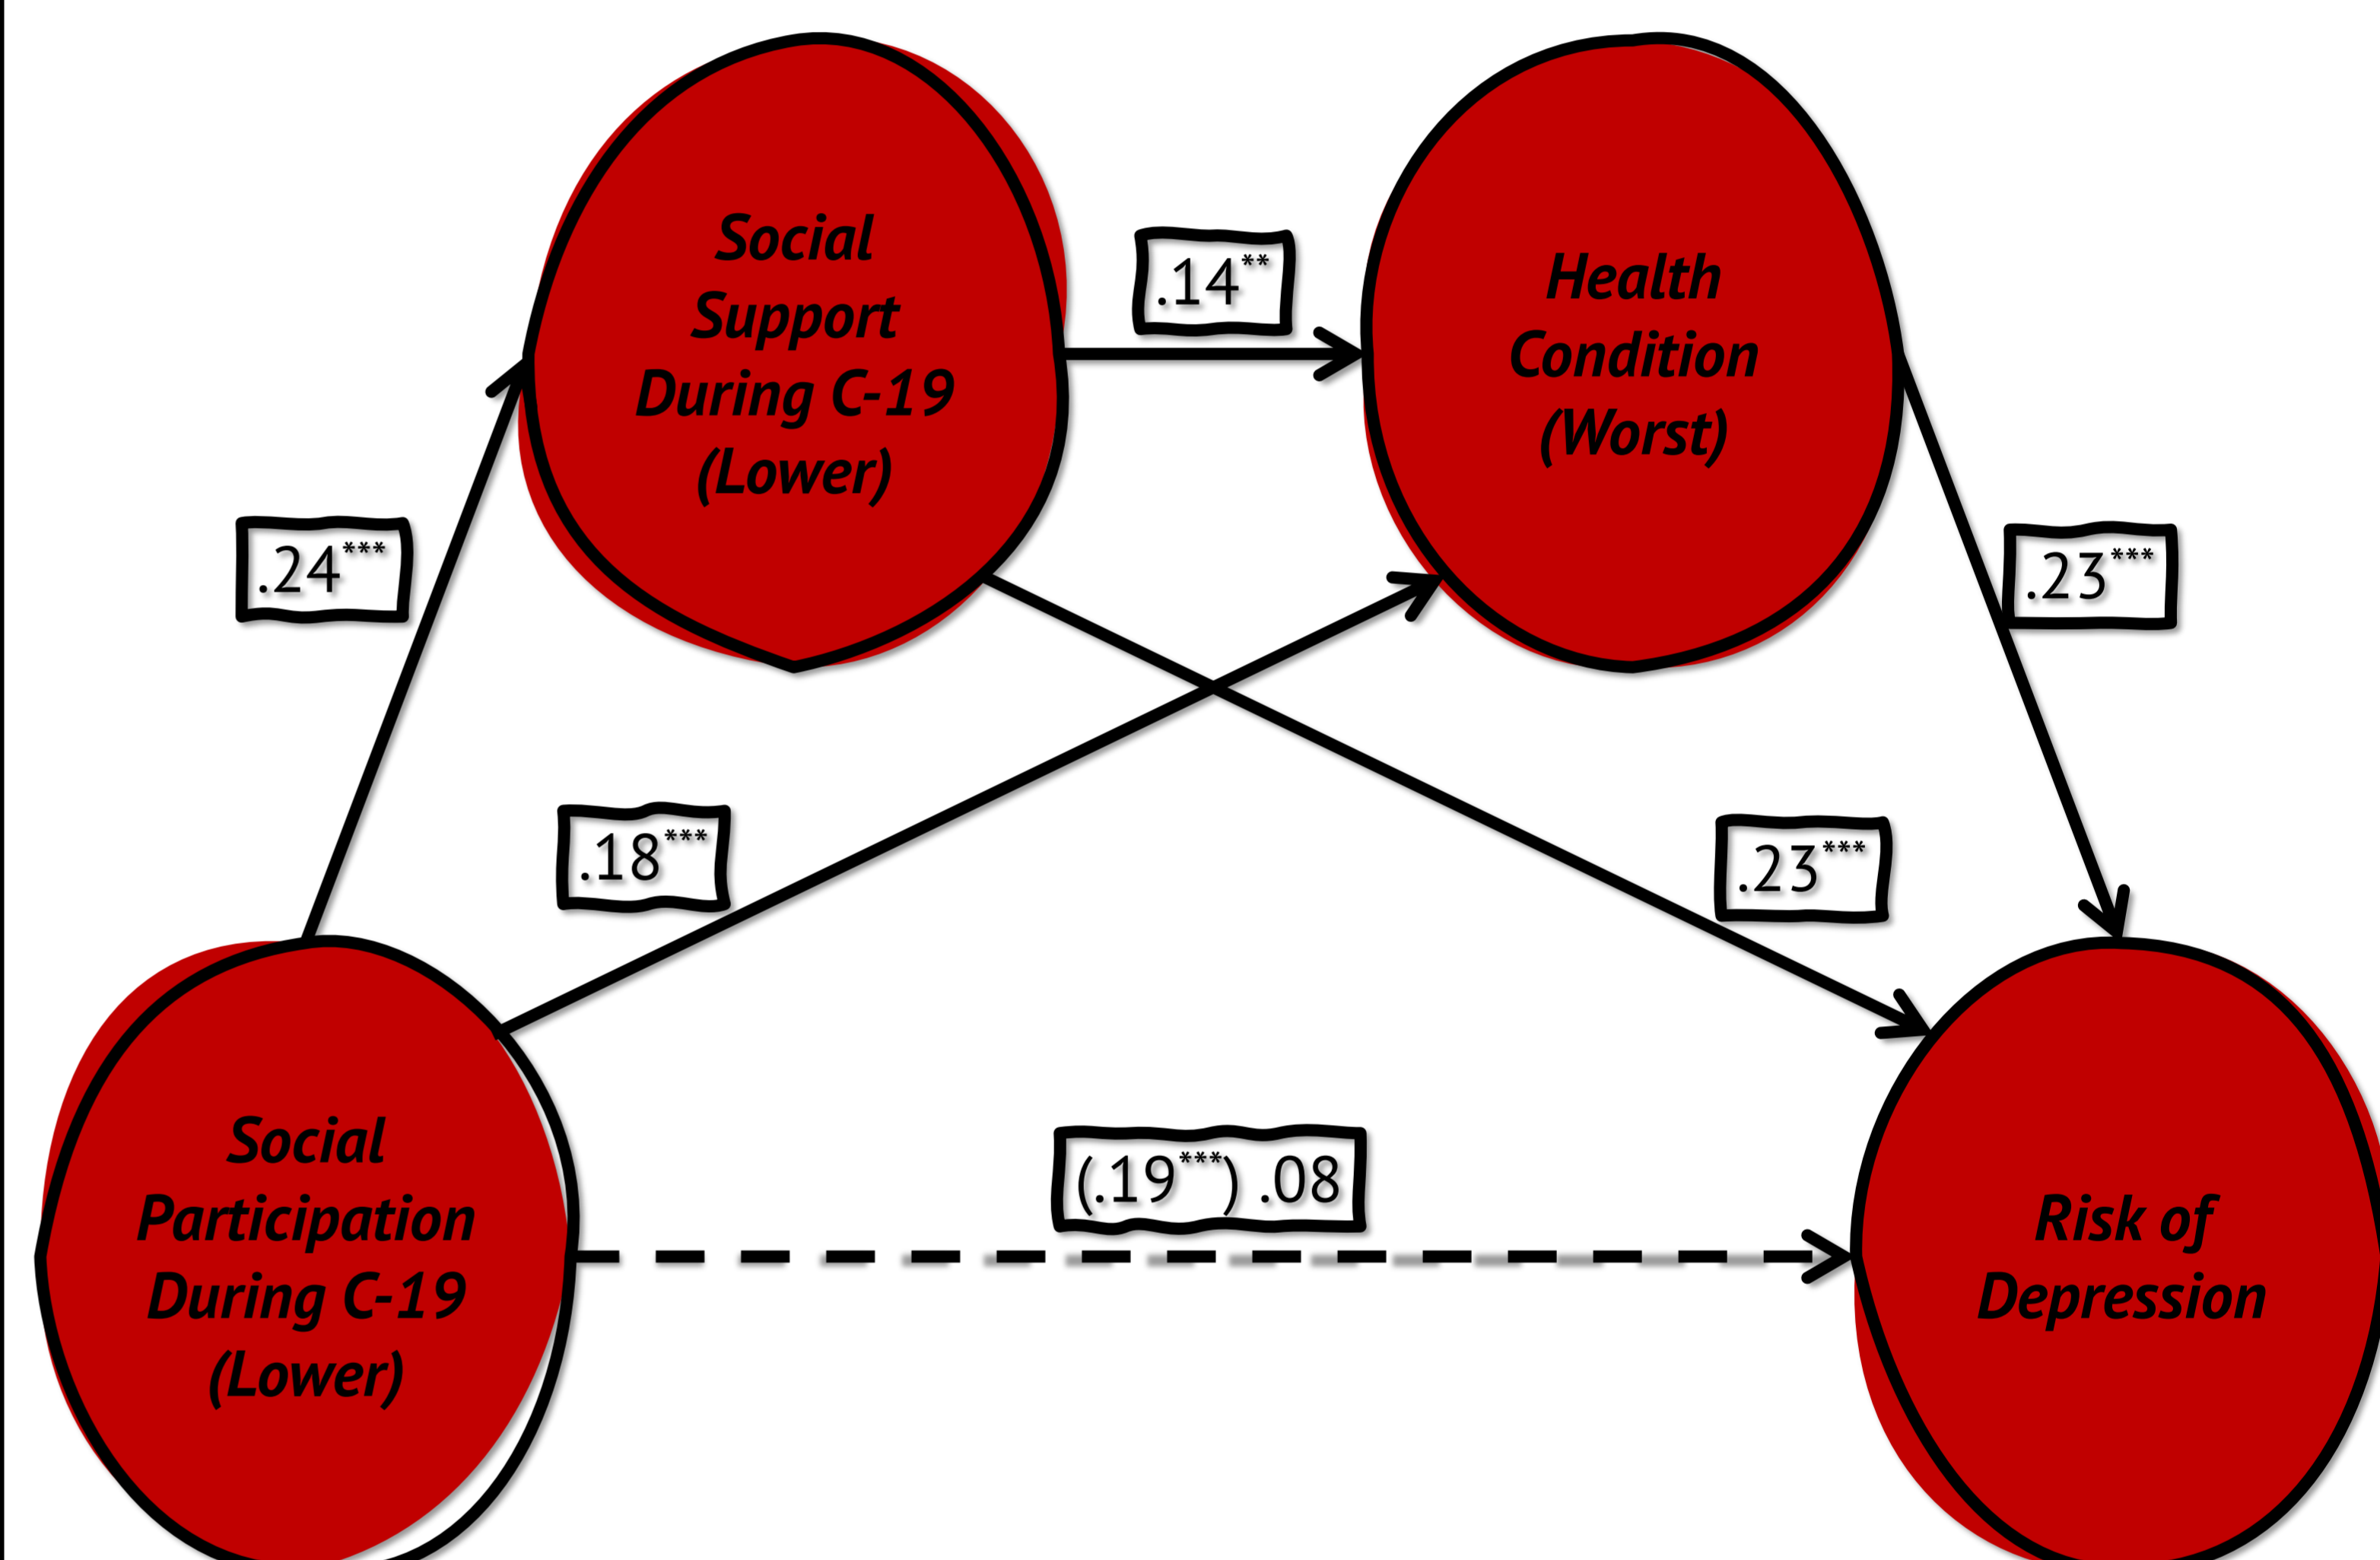 Social
Support
During C-19
(Lower)
.14**
Health
Condition
(Worst)
.24***
.23***
.18***
.23***
Social
Participation
During C-19
(Lower)
(.19***) .08
Risk of
Depression